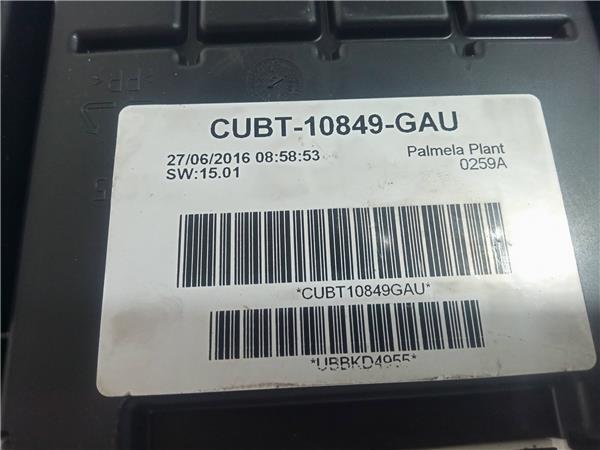 CUBT-10849-GAU
27/06/2016 08:58:53
Palmela Plant
SW:15.01
0259A
*CUBT10849GAU*
*UBBKD4955*